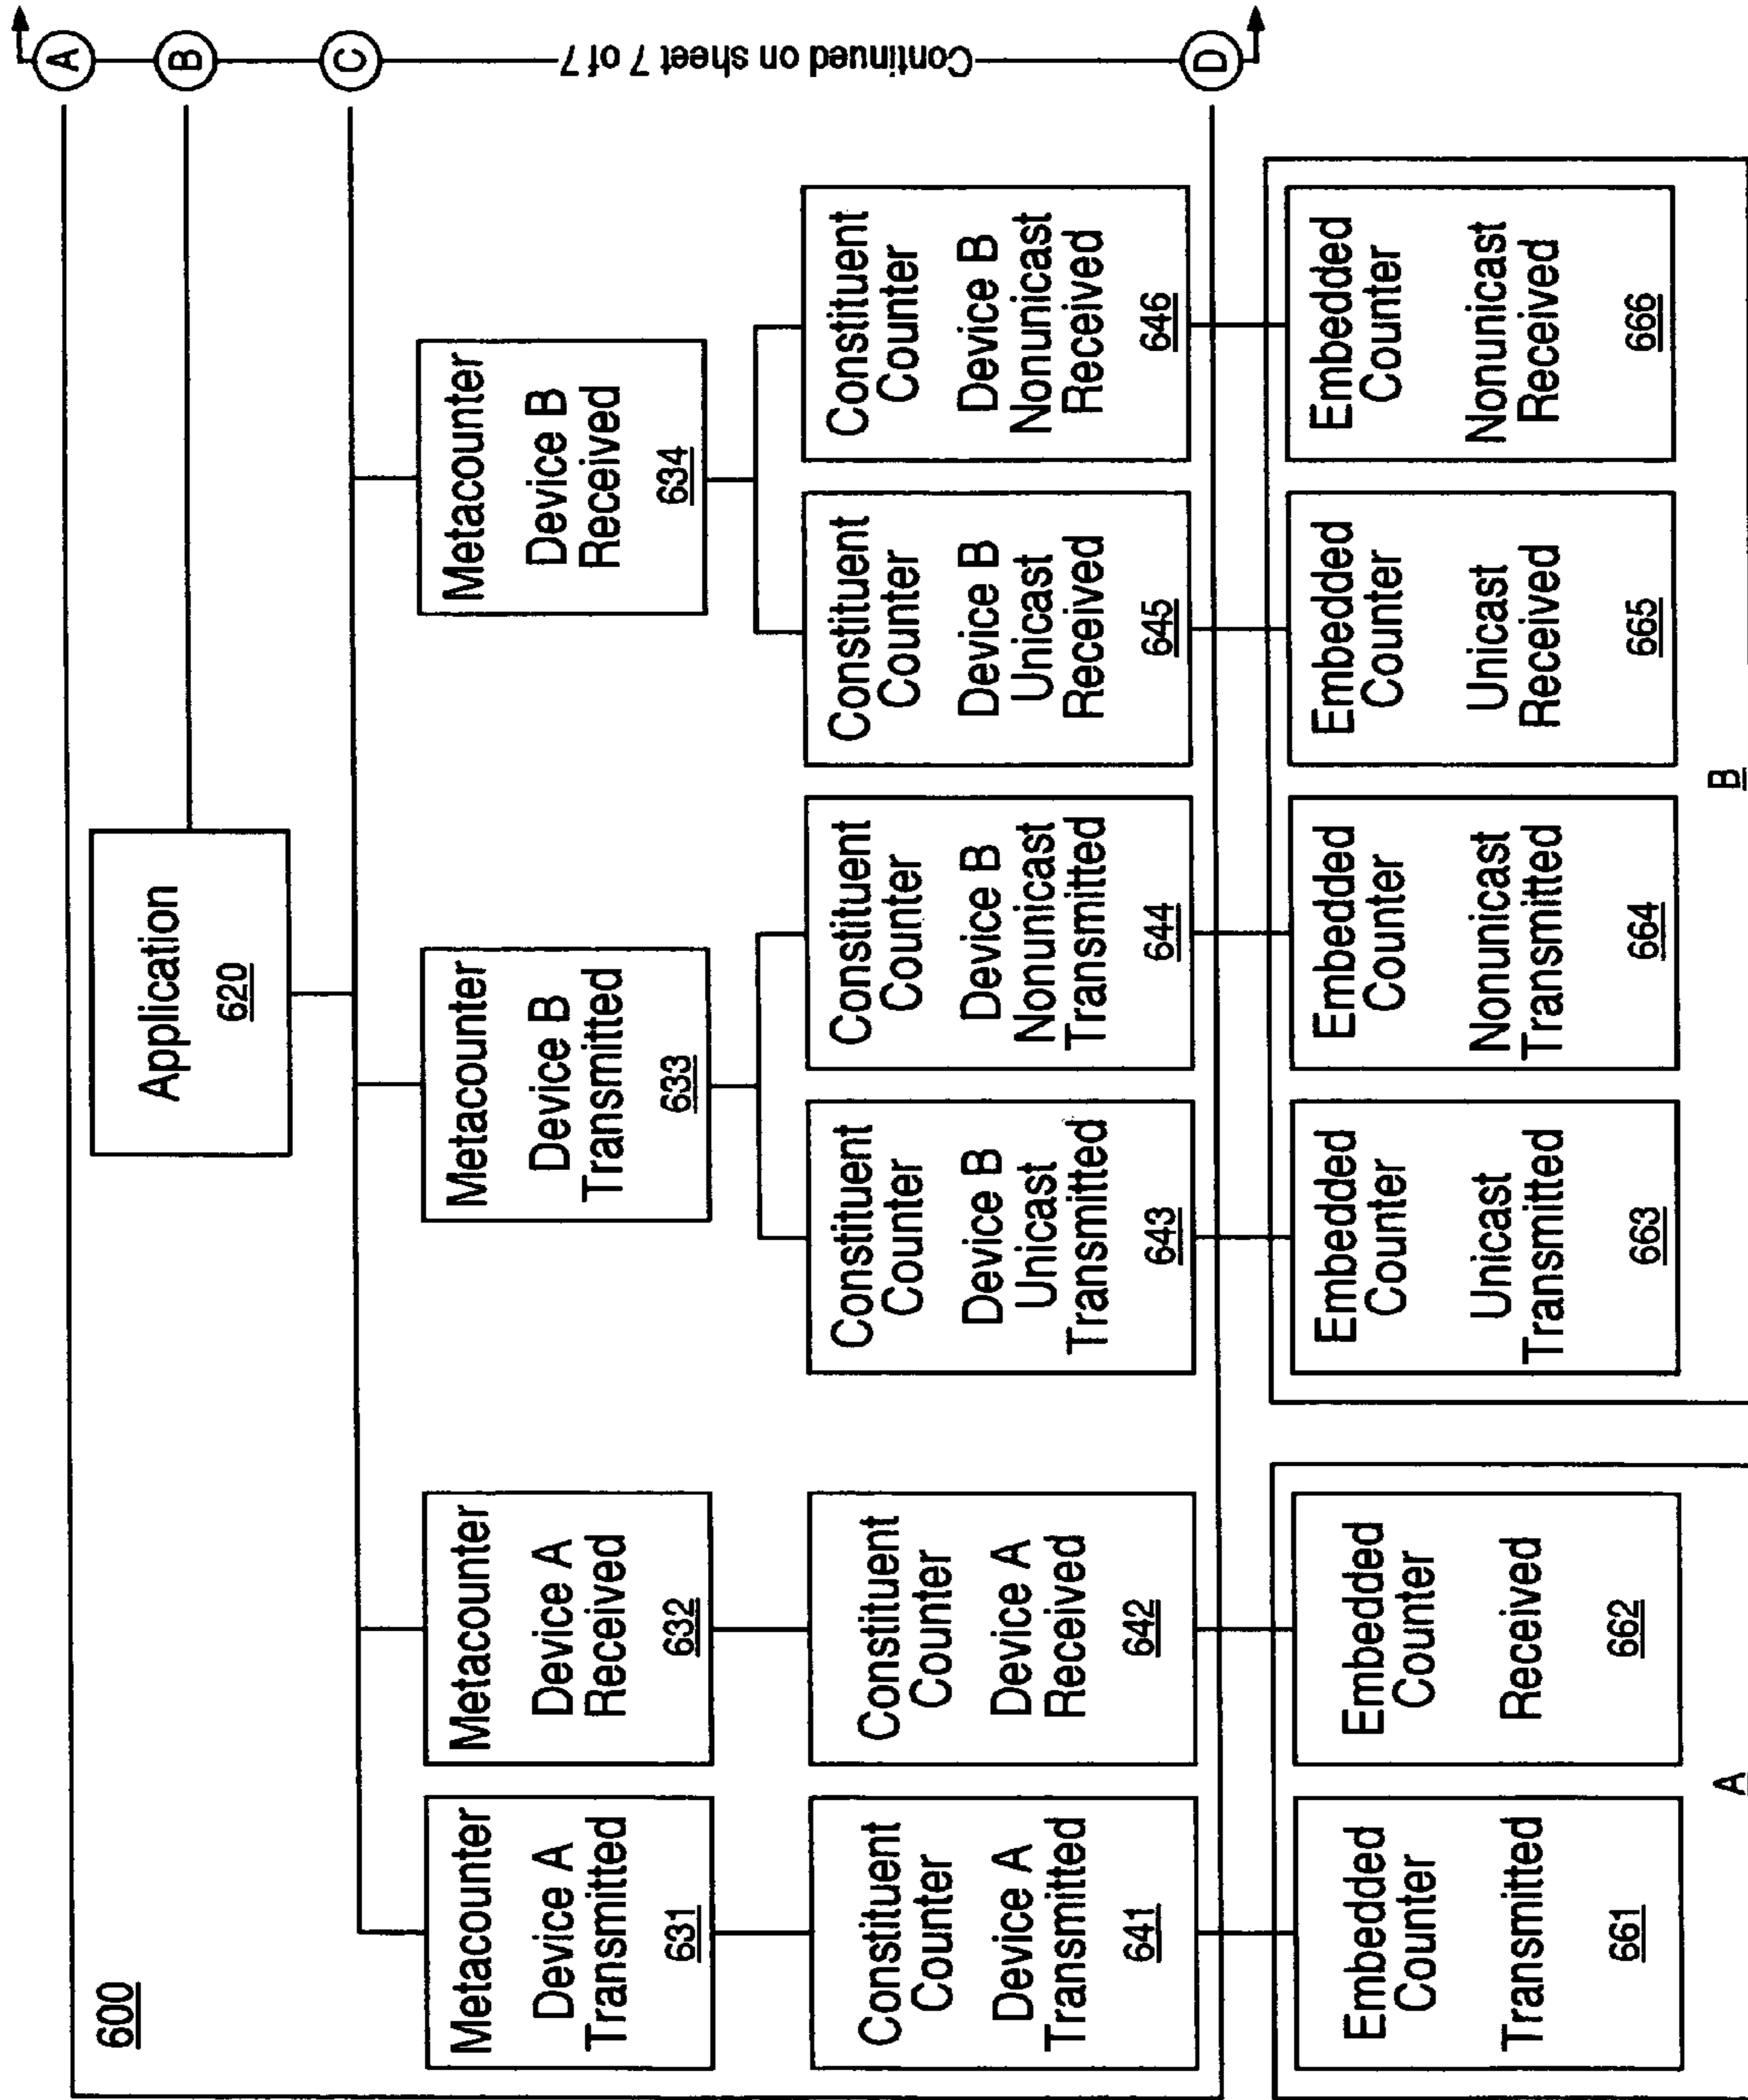 600
Application
620
A
B
C
Continued on sheet 7 of 7
D
Metacounter
Device A
Transmitted
631
Metacounter
Device A
Received
632
Metacounter
Device B
Transmitted
633
Metacounter
Device B
Received
634
Constituent
Counter
Device A
Transmitted
641
Constituent
Counter
Device A
Received
642
Constituent
Counter
Device B
Unicast
Transmitted
643
Constituent
Counter
Device B
Nonunicast
Transmitted
644
Constituent
Counter
Device B
Unicast
Received
645
Constituent
Counter
Device B
Nonunicast
Received
646
Embedded
Counter
Transmitted
661
Embedded
Counter
Received
662
A
Embedded
Counter
Unicast
Transmitted
663
Embedded
Counter
Nonunicast
Transmitted
664
Embedded
Counter
Unicast
Received
665
Embedded
Counter
Nonunicast
Received
666
B